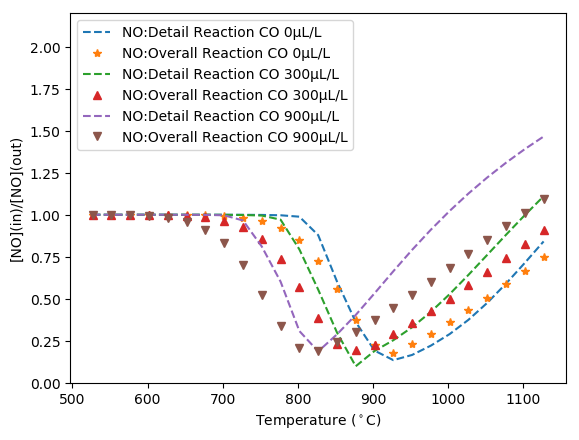 NO:Detail Reaction CO 0μL/L
NO:Overall Reaction CO 0μL/L
NO:Detail Reaction CO 300μL/L
NO:Overall Reaction CO 300μL/L
NO:Detail Reaction CO 900μL/L
NO:Overall Reaction CO 900μL/L
[NO](in)/[NO](out)
2.00
1.75
1.50
1.25
1.00
0.75
0.50
0.25
0.00
500 600 700 800 900 1000 1100
Temperature (°C)